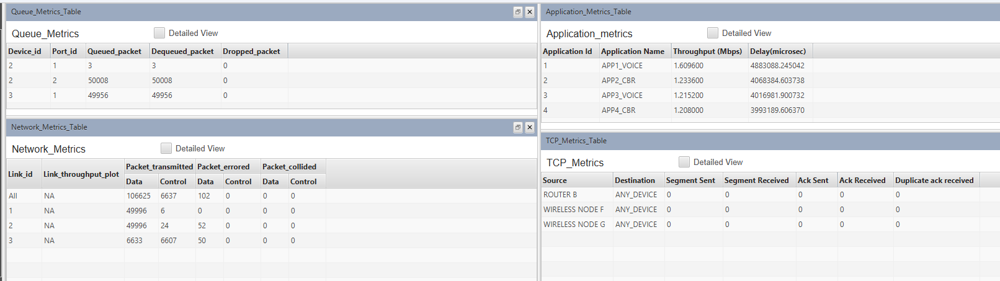 Queue_Metrics_Table
Queue_Metrics Detailed View
Device_id Port_id Queued_packet Dequeued_packet Dropped_packet
2 1 3 3 0
2 2 50008 50008 0
3 1 49956 49956 0
Network_Metrics_Table
Network_Metrics Detailed View
Link_id Link_throughput_plot Packet_transmitted Packet_errored Packet_collided
Data Control Data Control Data Control
All NA 106625 6637 102 0 0 0
1 NA 49996 6 0 0 0 0
2 NA 49996 24 52 0 0 0
3 NA 6633 6607 50 0 0 0
Application_Metrics_Table
Application_metrics Detailed View
Application Id Application Name Throughput (Mbps) Delay(microsec)
1 APP1_VOICE 1.609600 4883088.245042
2 APP2_CBR 1.233600 4068384.603738
3 APP3_VOICE 1.215200 4016981.900732
4 APP4_CBR 1.208000 3993189.606370
TCP_Metrics_Table
TCP_Metrics Detailed View
Source Destination Segment Sent Segment Received Ack Sent Ack Received Duplicate ack received
ROUTER B ANY_DEVICE 0 0 0 0 0
WIRELESS NODE F ANY_DEVICE 0 0 0 0 0
WIRELESS NODE G ANY_DEVICE 0 0 0 0 0